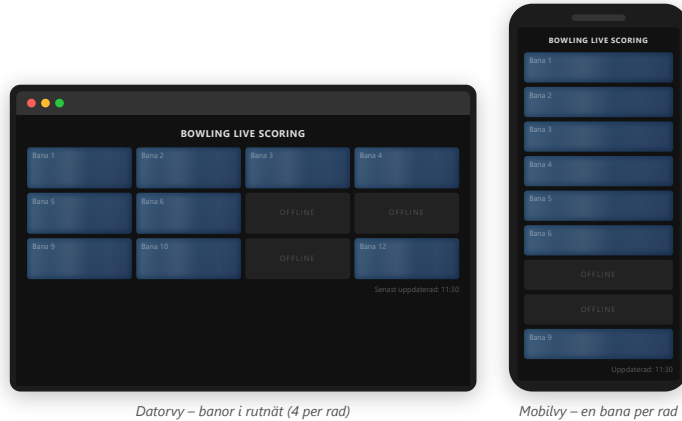 BOWLING LIVE SCORING
Bana 1
Bana 2
Bana 3
Bana 4
Bana 5
Bana 6
OFFLINE
OFFLINE
Bana 9
Bana 10
OFFLINE
Bana 12
Senast uppdaterad: 11:30
Datorvy – banor i rutnät (4 per rad)
BOWLING LIVE SCORING
Bana 1
Bana 2
Bana 3
Bana 4
Bana 5
Bana 6
OFFLINE
OFFLINE
Bana 9
Uppdaterad: 11:30
Mobilvy – en bana per rad